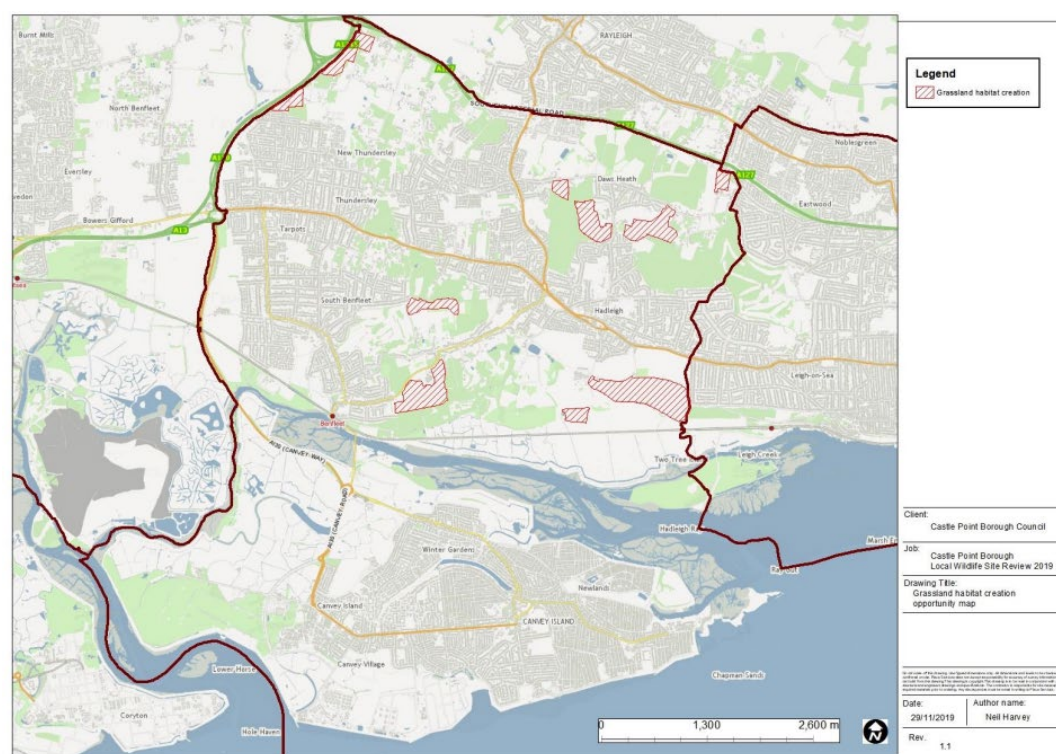 Burnt Mills
RAYLEIGH
North Benfleet
New Thundersley
Daws Heath
Noblesgreen
A127
A127
Eversley
Thundersley
Eastwood
Bowers Gifford
A13
Tarpots
South Benfleet
Hadleigh
Leigh-on-Sea
Benfleet
A130 (CANVEY WAY)
A130 (CANVEY ROAD)
Two Tree
Leigh Creek
Hadleigh
Winter Gardens
Newlands
Canvey Island
CANVEY ISLAND
Canvey Village
Chapman Sands
Lower Horse
Coryton
Hole Haven
0 1,300 2,600 m
N
Legend
Grassland habitat creation
Client:
Castle Point Borough Council
Job:
Castle Point Borough
Local Wildlife Site Review 2019
Drawing Title:
Grassland habitat creation
opportunity map
Date:
29/11/2019
Author name:
Neil Harvey
Rev.
1.1